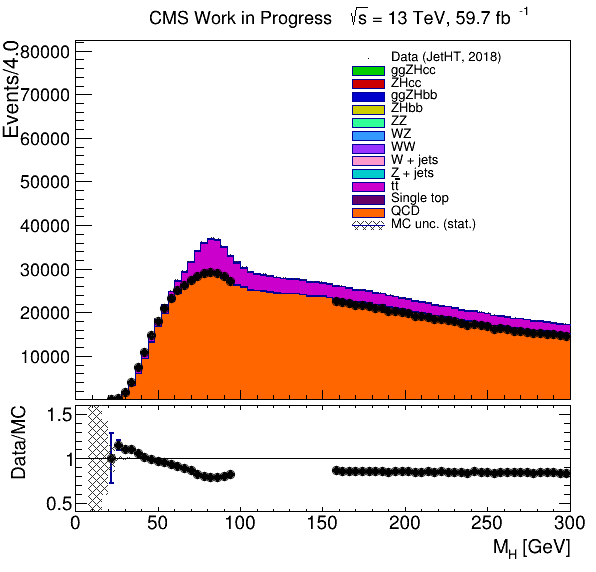 CMS Work in Progress √s = 13 TeV, 59.7 fb -1
Events/4.0
80000
70000
60000
50000
40000
30000
20000
10000
Data (JetHT, 2018)
ggZHcc
ZHcc
ggZHbb
ZHbb
ZZ
WZ
WW
W + jets
Z + jets
tt̅
Single top
QCD
MC unc. (stat.)
Data/MC
1.5
1
0.5
0 50 100 150 200 250 300
M_H [GeV]